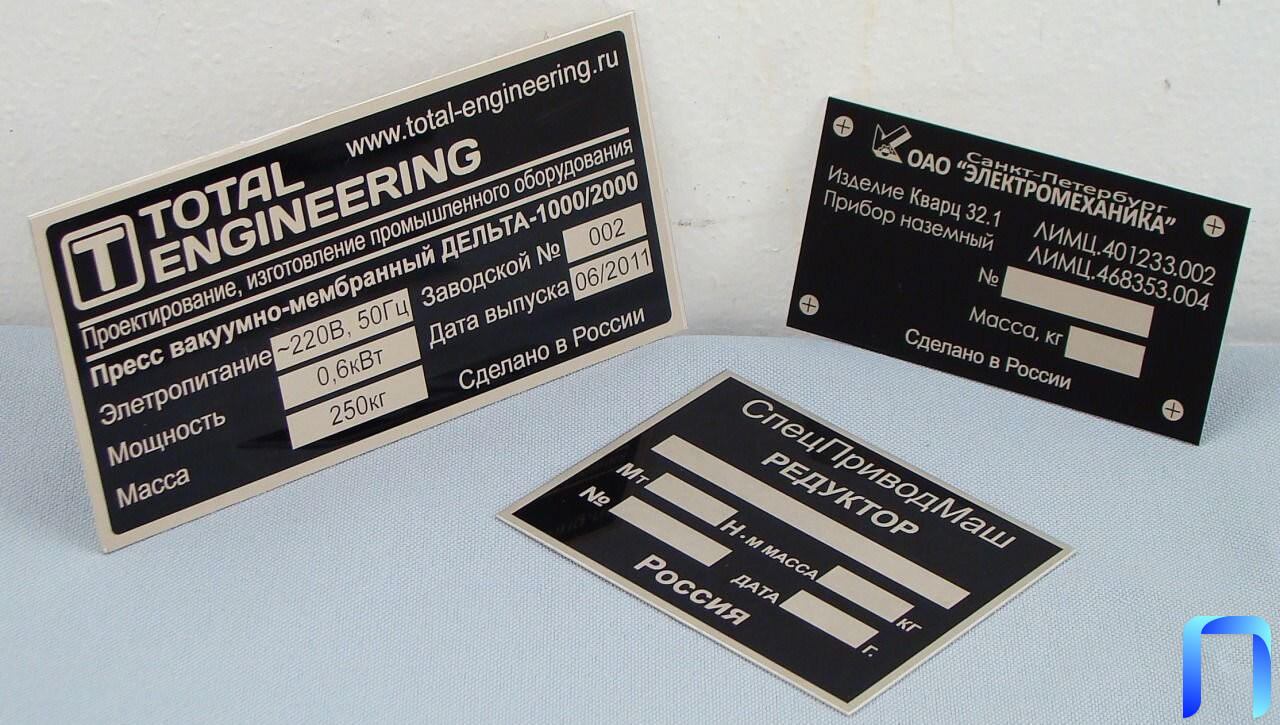 www.total-engineering.ru
T TOTAL
ENGINEERING
Проектирование, изготовление промышленного оборудования
Пресс вакуумно-мембранный ДЕЛЬТА-1000/2000
Элетропитание ~220В, 50Гц Заводской № 002
Мощность 0,6кВт Дата выпуска 06/2011
Масса 250кг Сделано в России
Санкт-Петербург
ОАО "ЭЛЕКТРОМЕХАНИКА"
Изделие Кварц 32.1 ЛИМЦ.401233.002
Прибор наземный ЛИМЦ.468353.004
№
Масса, кг
Сделано в России
СпецПриводМаш
РЕДУКТОР
Мт Н·м МАССА кг
№ ДАТА г.
Россия